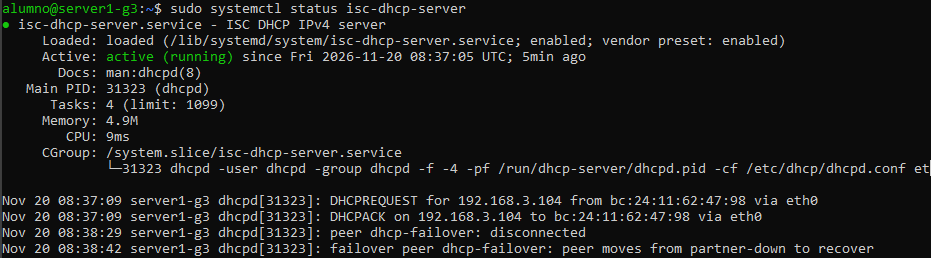 alumno@server1-g3:~$ sudo systemctl status isc-dhcp-server
● isc-dhcp-server.service - ISC DHCP IPv4 server
Loaded: loaded (/lib/systemd/system/isc-dhcp-server.service; enabled; vendor preset: enabled)
Active: active (running) since Fri 2026-11-20 08:37:05 UTC; 5min ago
Docs: man:dhcpd(8)
Main PID: 31323 (dhcpd)
Tasks: 4 (limit: 1099)
Memory: 4.9M
CPU: 9ms
CGroup: /system.slice/isc-dhcp-server.service
└─31323 dhcpd -user dhcpd -group dhcpd -f -4 -pf /run/dhcp-server/dhcpd.pid -cf /etc/dhcp/dhcpd.conf et
Nov 20 08:37:09 server1-g3 dhcpd[31323]: DHCPREQUEST for 192.168.3.104 from bc:24:11:62:47:98 via eth0
Nov 20 08:37:09 server1-g3 dhcpd[31323]: DHCPACK on 192.168.3.104 to bc:24:11:62:47:98 via eth0
Nov 20 08:38:29 server1-g3 dhcpd[31323]: peer dhcp-failover: disconnected
Nov 20 08:38:42 server1-g3 dhcpd[31323]: failover peer dhcp-failover: peer moves from partner-down to recover